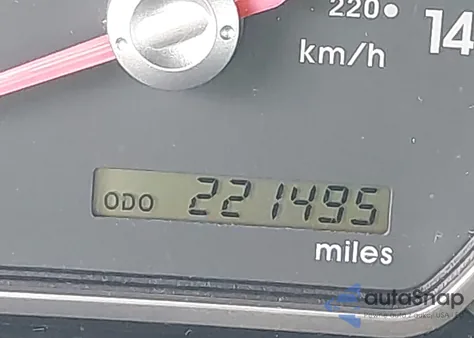 220
14
km/h
ODO 221495
miles
autoSnap